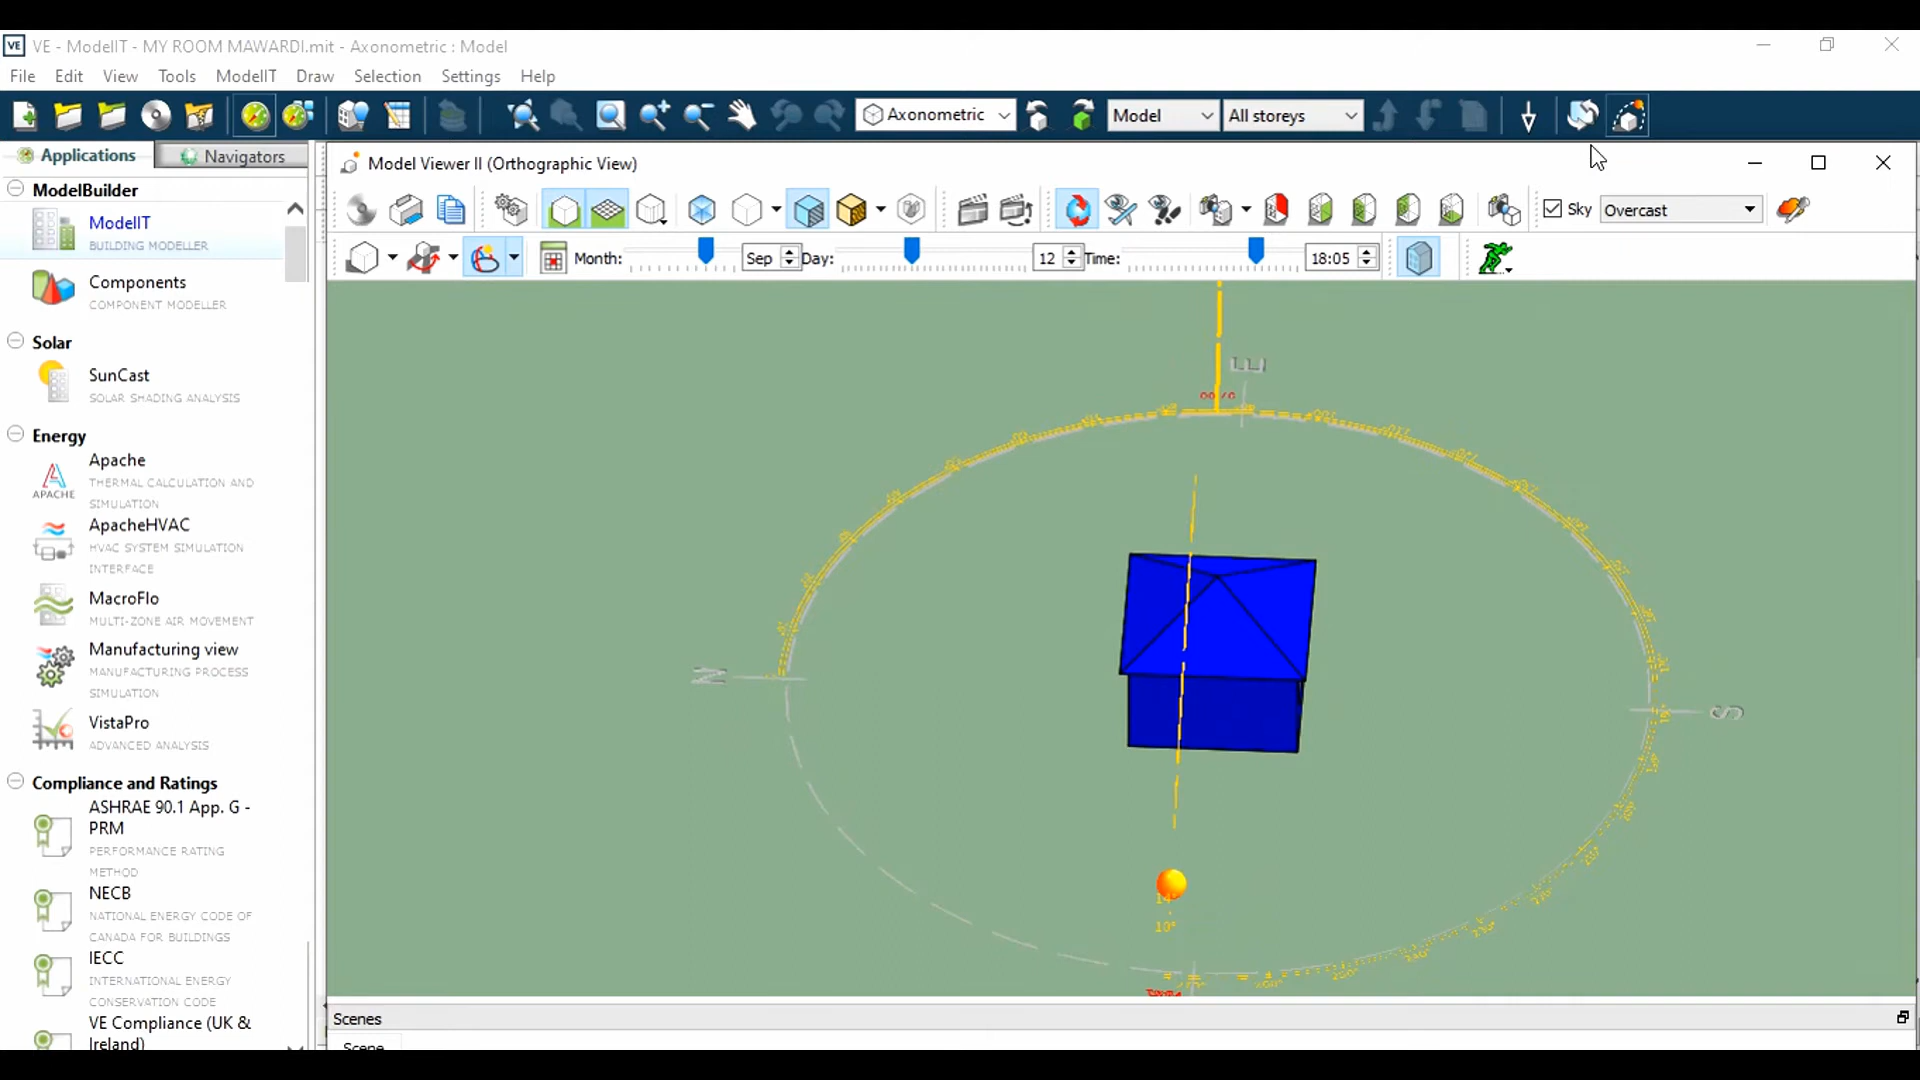 VE VE - ModelIT - MY ROOM MAWARDI.mit - Axonometric : Model
File Edit View Tools ModelIT Draw Selection Settings Help
Axonometric Model All storeys
Applications Navigators
ModelBuilder
ModelIT
BUILDING MODELLER
Components
COMPONENT MODELLER
Solar
SunCast
SOLAR SHADING ANALYSIS
Energy
Apache
THERMAL CALCULATION AND
SIMULATION
APACHE
ApacheHVAC
HVAC SYSTEM SIMULATION
INTERFACE
MacroFlo
MULTI-ZONE AIR MOVEMENT
Manufacturing view
MANUFACTURING PROCESS
SIMULATION
VistaPro
ADVANCED ANALYSIS
Compliance and Ratings
ASHRAE 90.1 App. G -
PRM
PERFORMANCE RATING
METHOD
NECB
NATIONAL ENERGY CODE OF
CANADA FOR BUILDINGS
IECC
INTERNATIONAL ENERGY
CONSERVATION CODE
VE Compliance (UK &
Ireland)
Model Viewer II (Orthographic View)
Sky Overcast
Month: Sep Day: 12 Time: 18:05
E
N
S
10°
Scenes
Scene